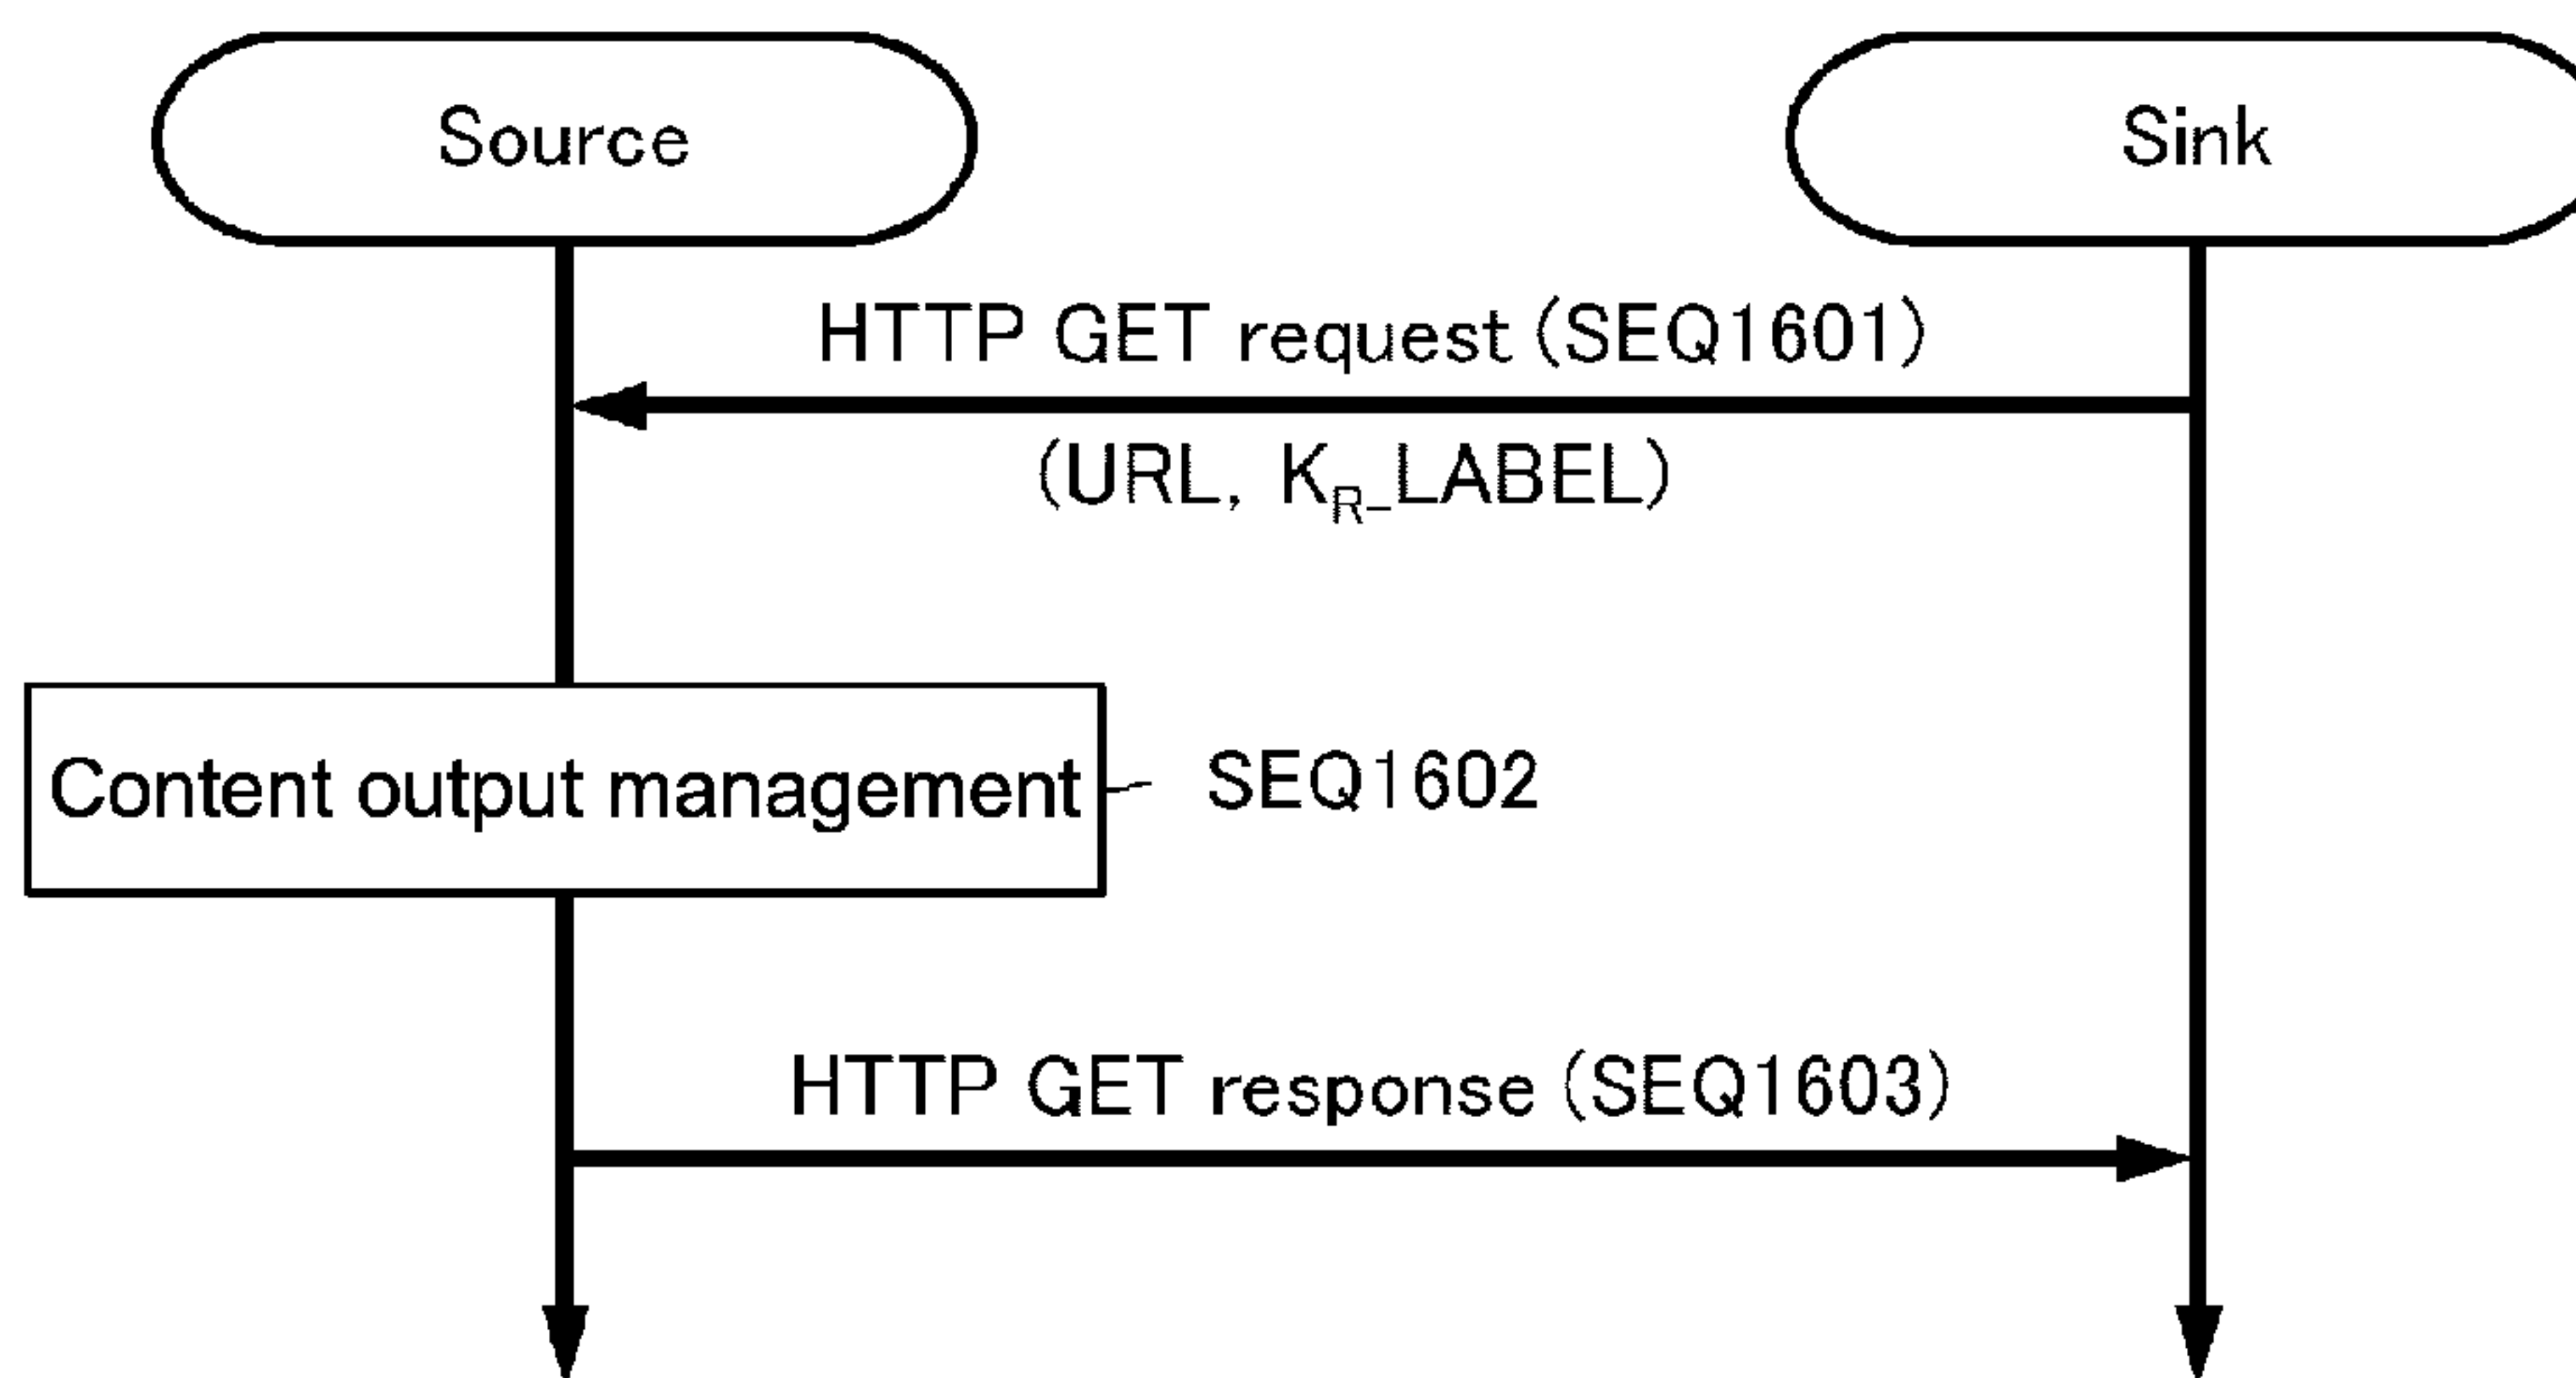 Source
Sink
HTTP GET request (SEQ1601)
(URL, KR_LABEL)
Content output management
SEQ1602
HTTP GET response (SEQ1603)